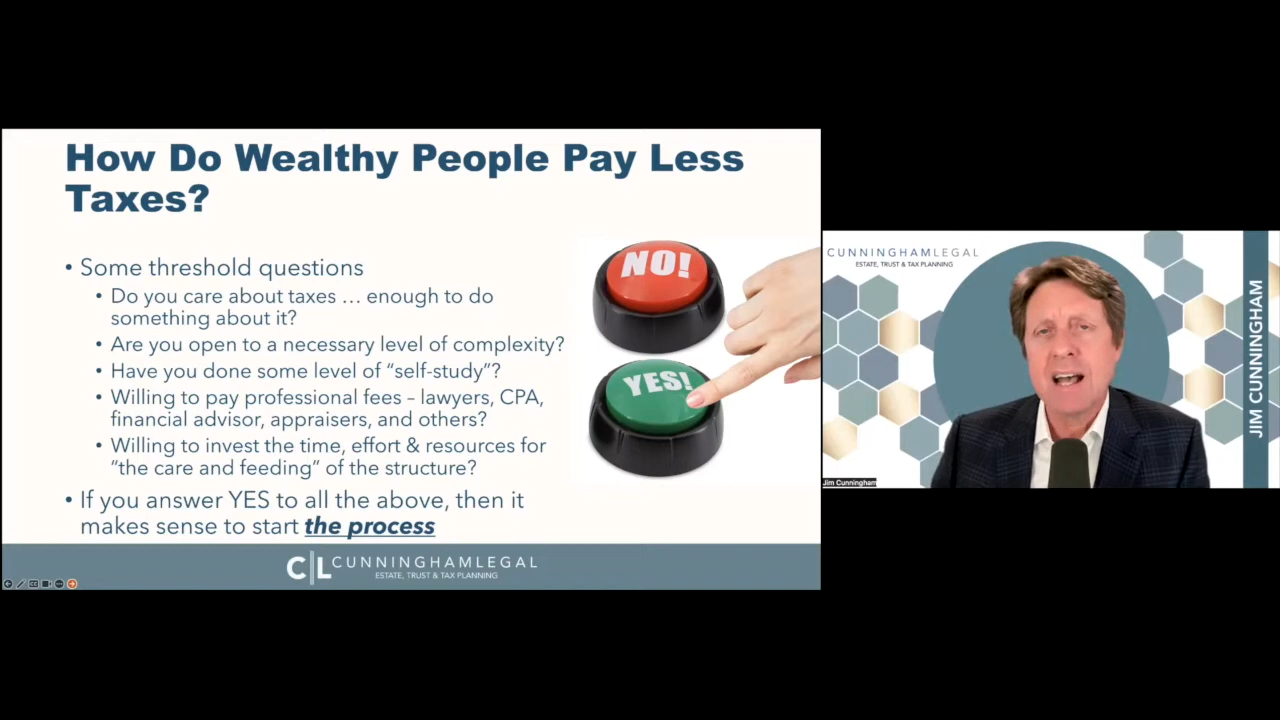 How Do Wealthy People Pay Less
Taxes?
• Some threshold questions
• Do you care about taxes … enough to do
something about it?
• Are you open to a necessary level of complexity?
• Have you done some level of “self-study”?
• Willing to pay professional fees – lawyers, CPA,
financial advisor, appraisers, and others?
• Willing to invest the time, effort & resources for
“the care and feeding” of the structure?
• If you answer YES to all the above, then it
makes sense to start the process
NO!
YES!
CL CUNNINGHAMLEGAL
ESTATE, TRUST & TAX PLANNING
CUNNINGHAMLEGAL
ESTATE, TRUST & TAX PLANNING
JIM CUNNINGHAM
Jim Cunningham